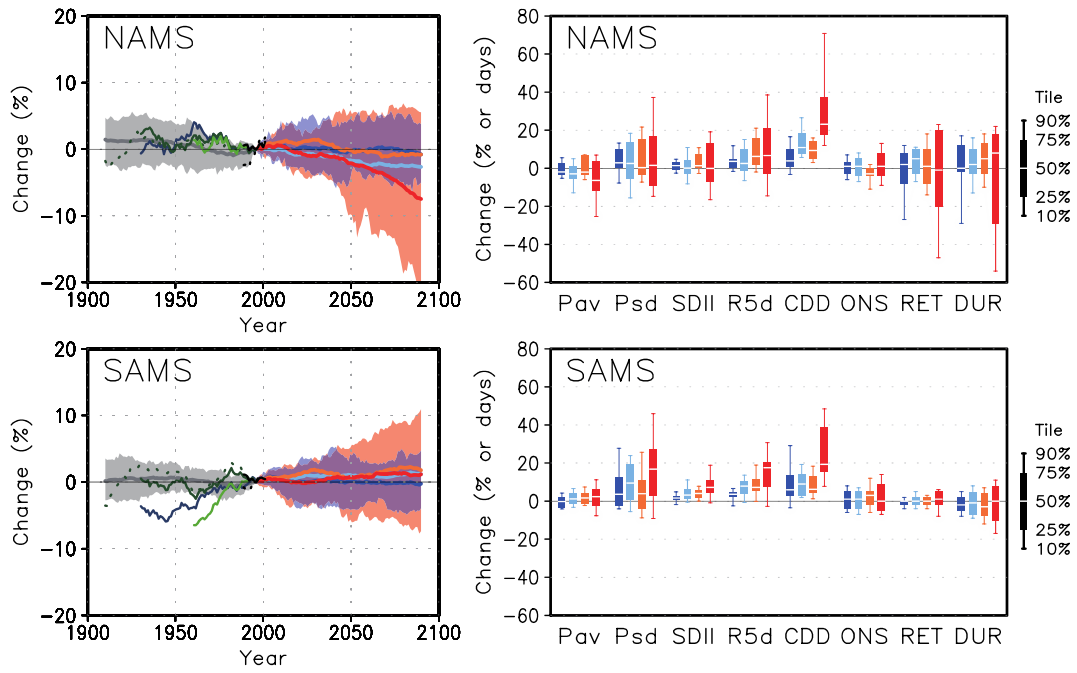 NAMS
Change (%)
20
10
0
−10
−20
1900 1950 2000 2050 2100
Year
NAMS
Change (% or days)
80
60
40
20
0
−20
−40
−60
Pav Psd SDII R5d CDD ONS RET DUR
Tile
90%
75%
50%
25%
10%
SAMS
Change (%)
20
10
0
−10
−20
1900 1950 2000 2050 2100
Year
SAMS
Change (% or days)
80
60
40
20
0
−20
−40
−60
Pav Psd SDII R5d CDD ONS RET DUR
Tile
90%
75%
50%
25%
10%